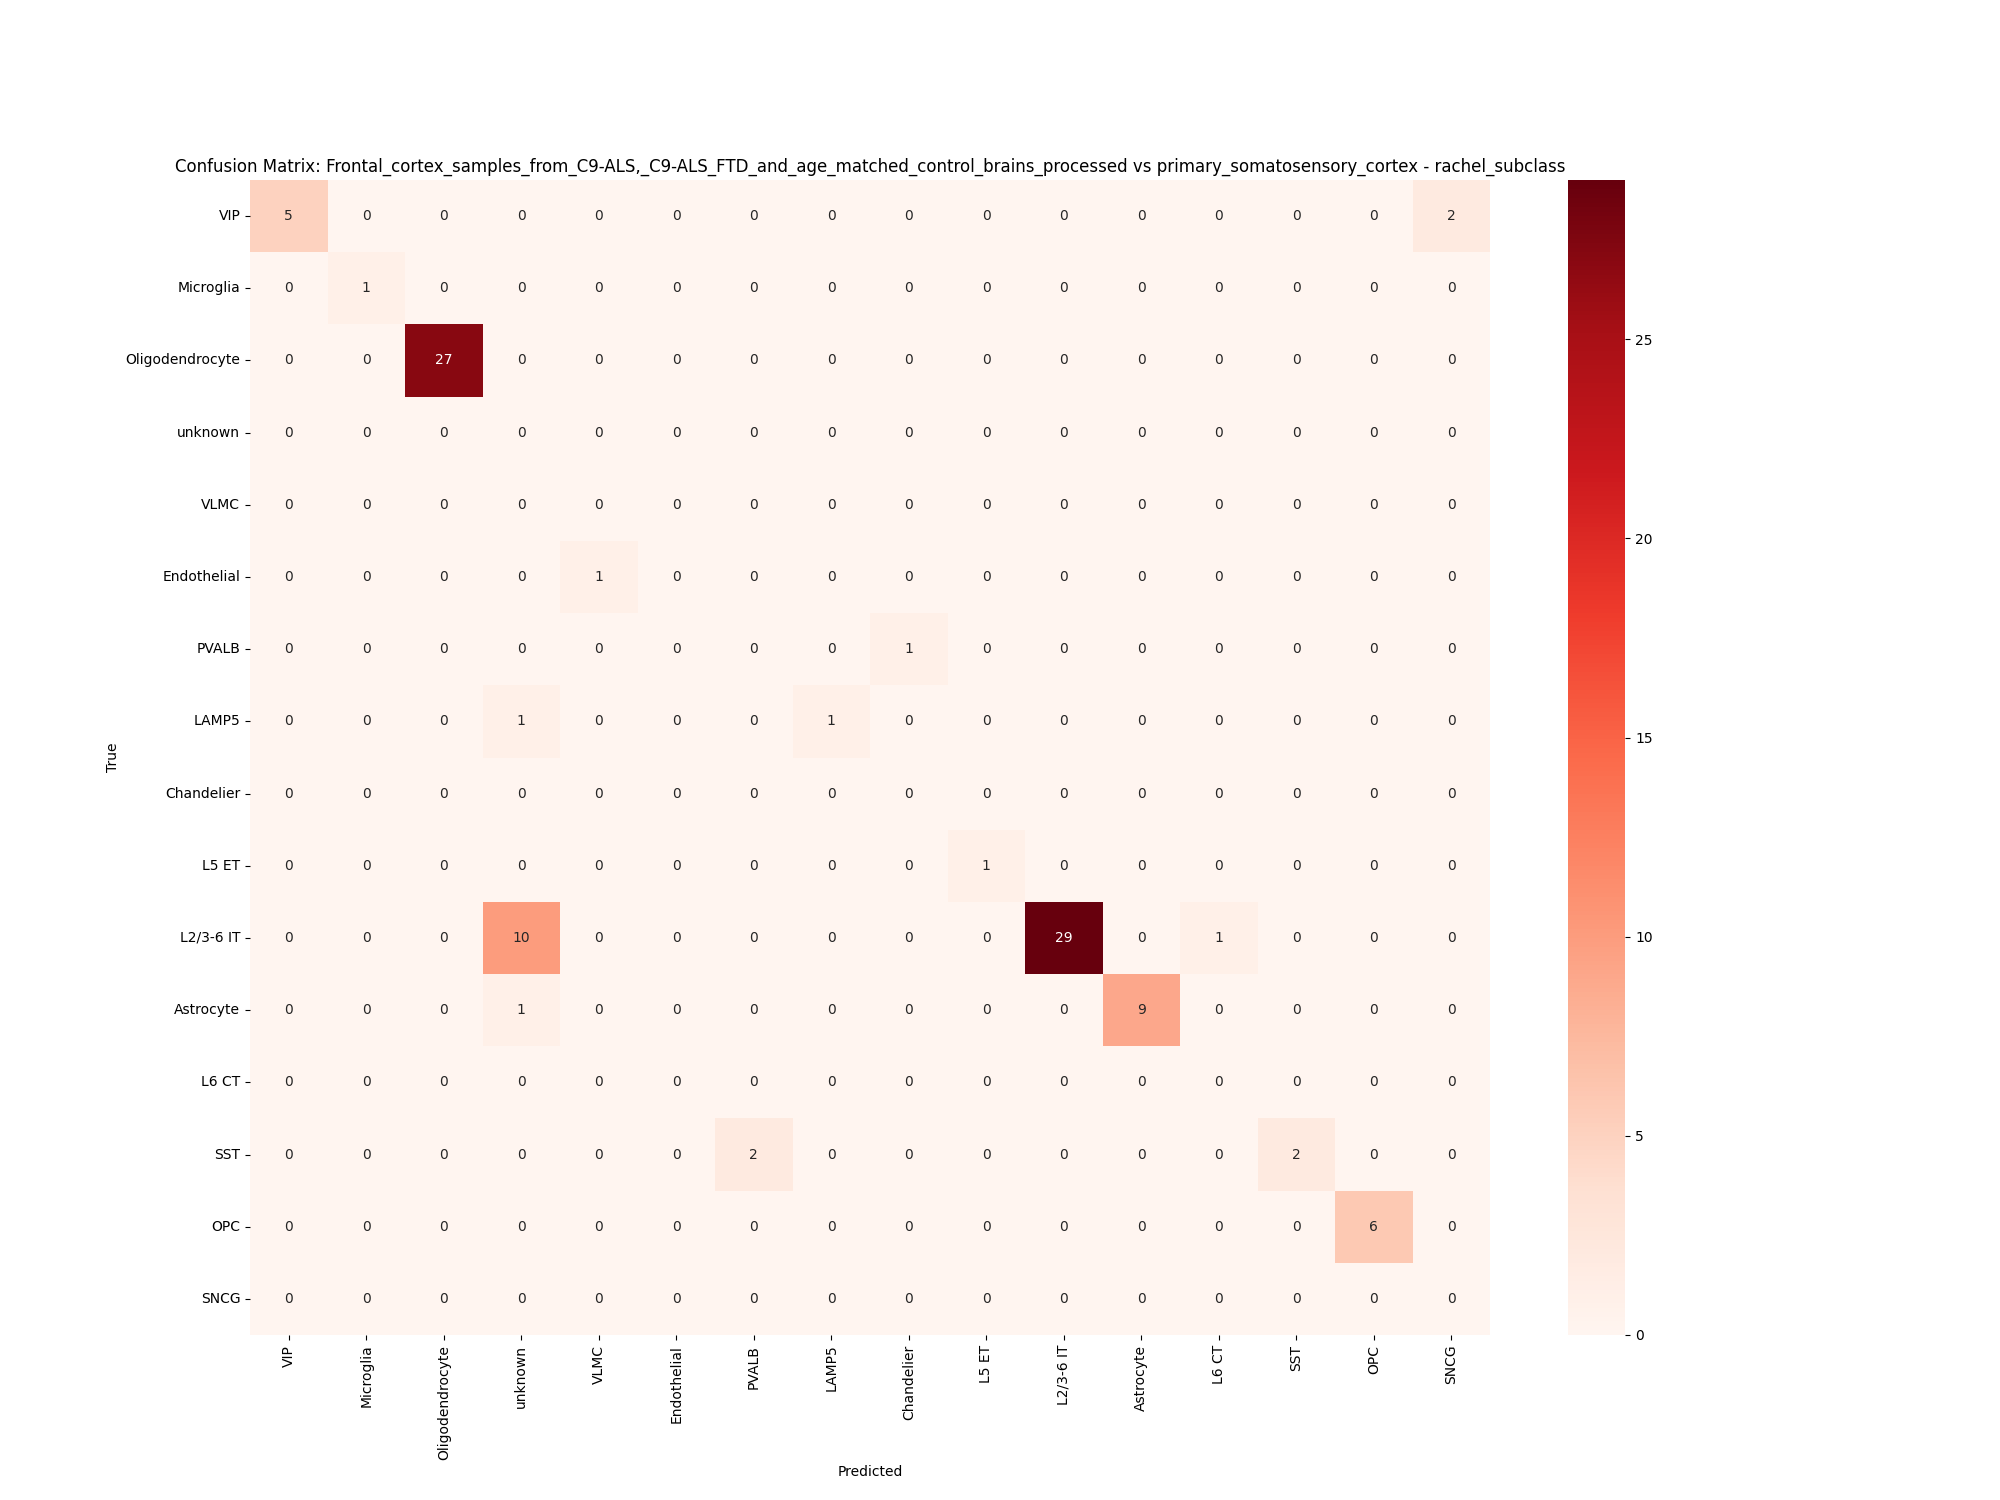 Confusion Matrix: Frontal_cortex_samples_from_C9-ALS,_C9-ALS_FTD_and_age_matched_control_brains_processed vs primary_somatosensory_cortex - rachel_subclass
VIP 5 0 0 0 0 0 0 0 0 0 0 0 0 0 0 2
Microglia 0 1 0 0 0 0 0 0 0 0 0 0 0 0 0 0
Oligodendrocyte 0 0 27 0 0 0 0 0 0 0 0 0 0 0 0 0
unknown 0 0 0 0 0 0 0 0 0 0 0 0 0 0 0 0
VLMC 0 0 0 0 0 0 0 0 0 0 0 0 0 0 0 0
Endothelial 0 0 0 0 1 0 0 0 0 0 0 0 0 0 0 0
PVALB 0 0 0 0 0 0 0 0 1 0 0 0 0 0 0 0
LAMP5 0 0 0 1 0 0 0 1 0 0 0 0 0 0 0 0
Chandelier 0 0 0 0 0 0 0 0 0 0 0 0 0 0 0 0
L5 ET 0 0 0 0 0 0 0 0 0 1 0 0 0 0 0 0
L2/3-6 IT 0 0 0 10 0 0 0 0 0 0 29 0 1 0 0 0
Astrocyte 0 0 0 1 0 0 0 0 0 0 0 9 0 0 0 0
L6 CT 0 0 0 0 0 0 0 0 0 0 0 0 0 0 0 0
SST 0 0 0 0 0 0 2 0 0 0 0 0 0 2 0 0
OPC 0 0 0 0 0 0 0 0 0 0 0 0 0 0 6 0
SNCG 0 0 0 0 0 0 0 0 0 0 0 0 0 0 0 0
True
VIP Microglia Oligodendrocyte unknown VLMC Endothelial PVALB LAMP5 Chandelier L5 ET L2/3-6 IT Astrocyte L6 CT SST OPC SNCG
Predicted
25
20
15
10
5
0